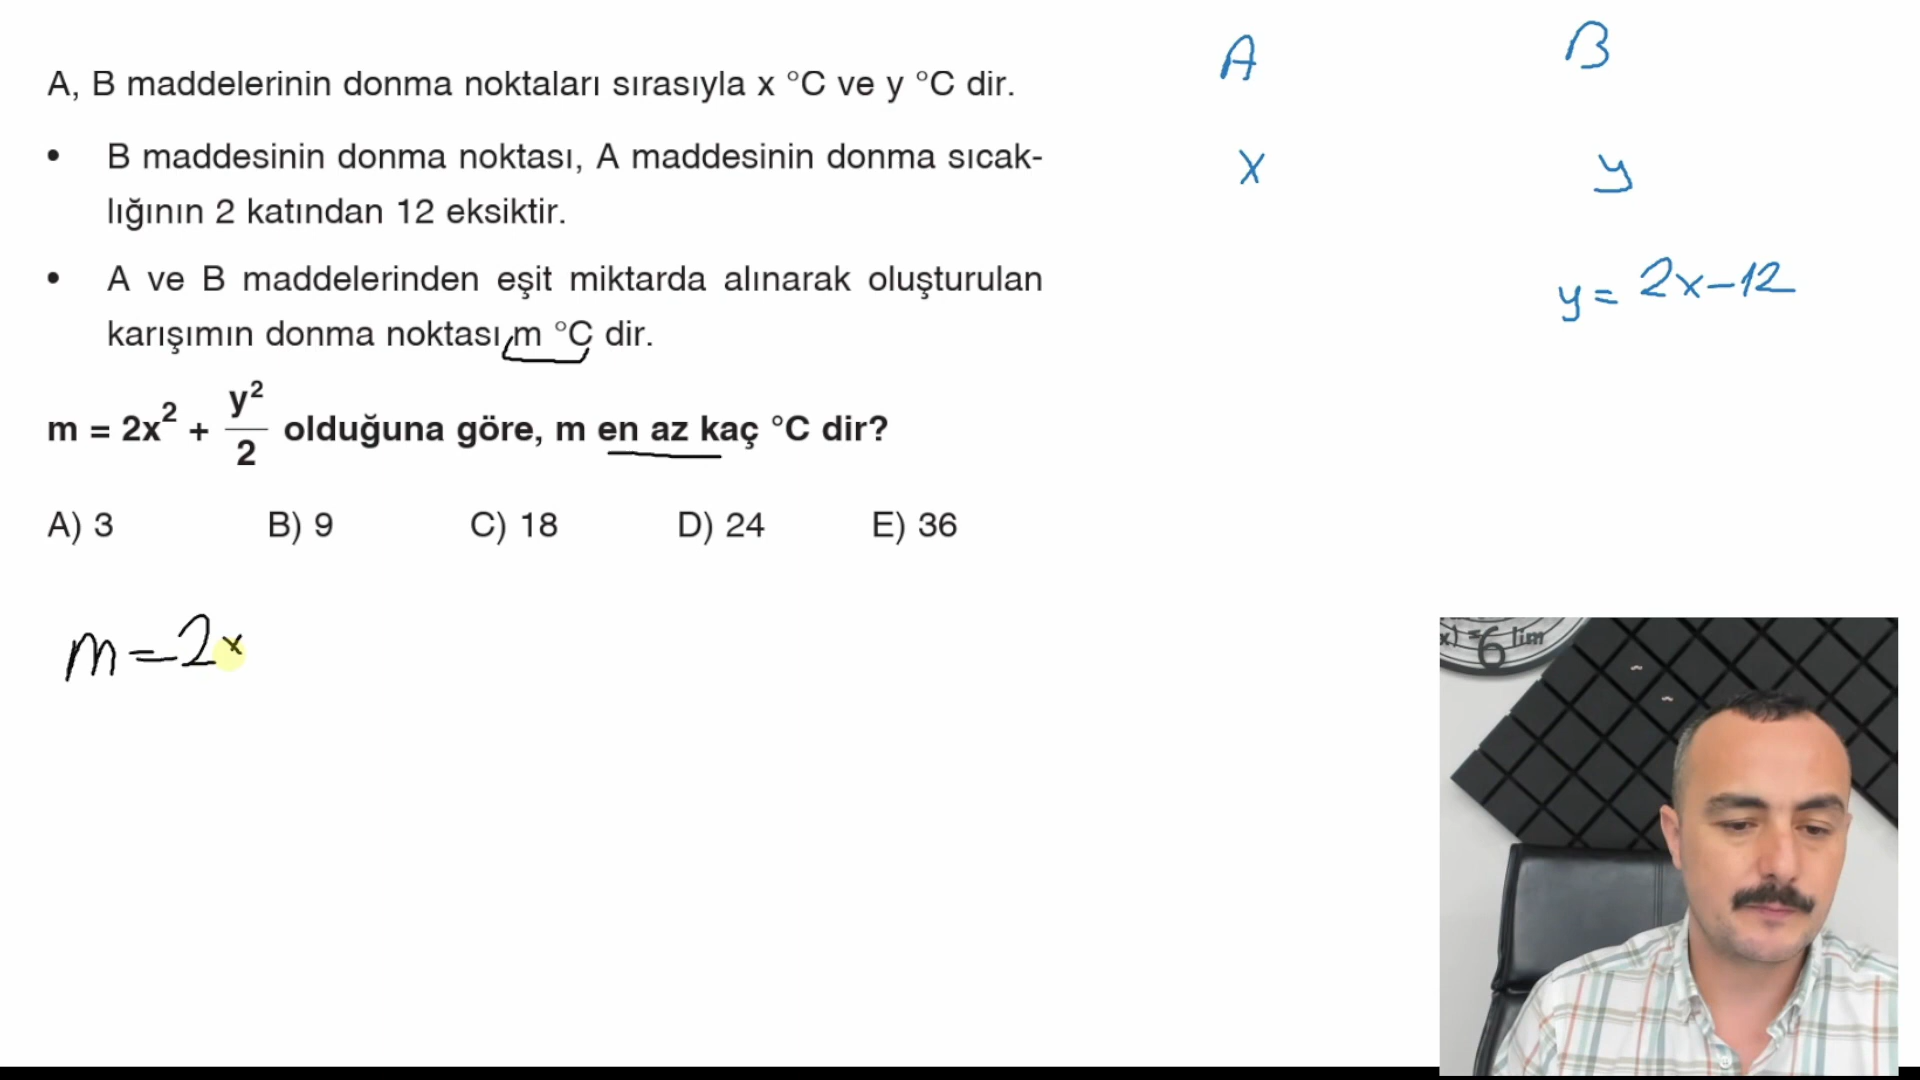 A, B maddelerinin donma noktaları sırasıyla x °C ve y °C dir.
• B maddesinin donma noktası, A maddesinin donma sıcak-
lığının 2 katından 12 eksiktir.
• A ve B maddelerinden eşit miktarda alınarak oluşturulan
karışımın donma noktası m °C dir.
m = 2x² + y²/2 olduğuna göre, m en az kaç °C dir?
A) 3 B) 9 C) 18 D) 24 E) 36
m = 2x
A B
x y
y = 2x - 12
x) = 6 lim